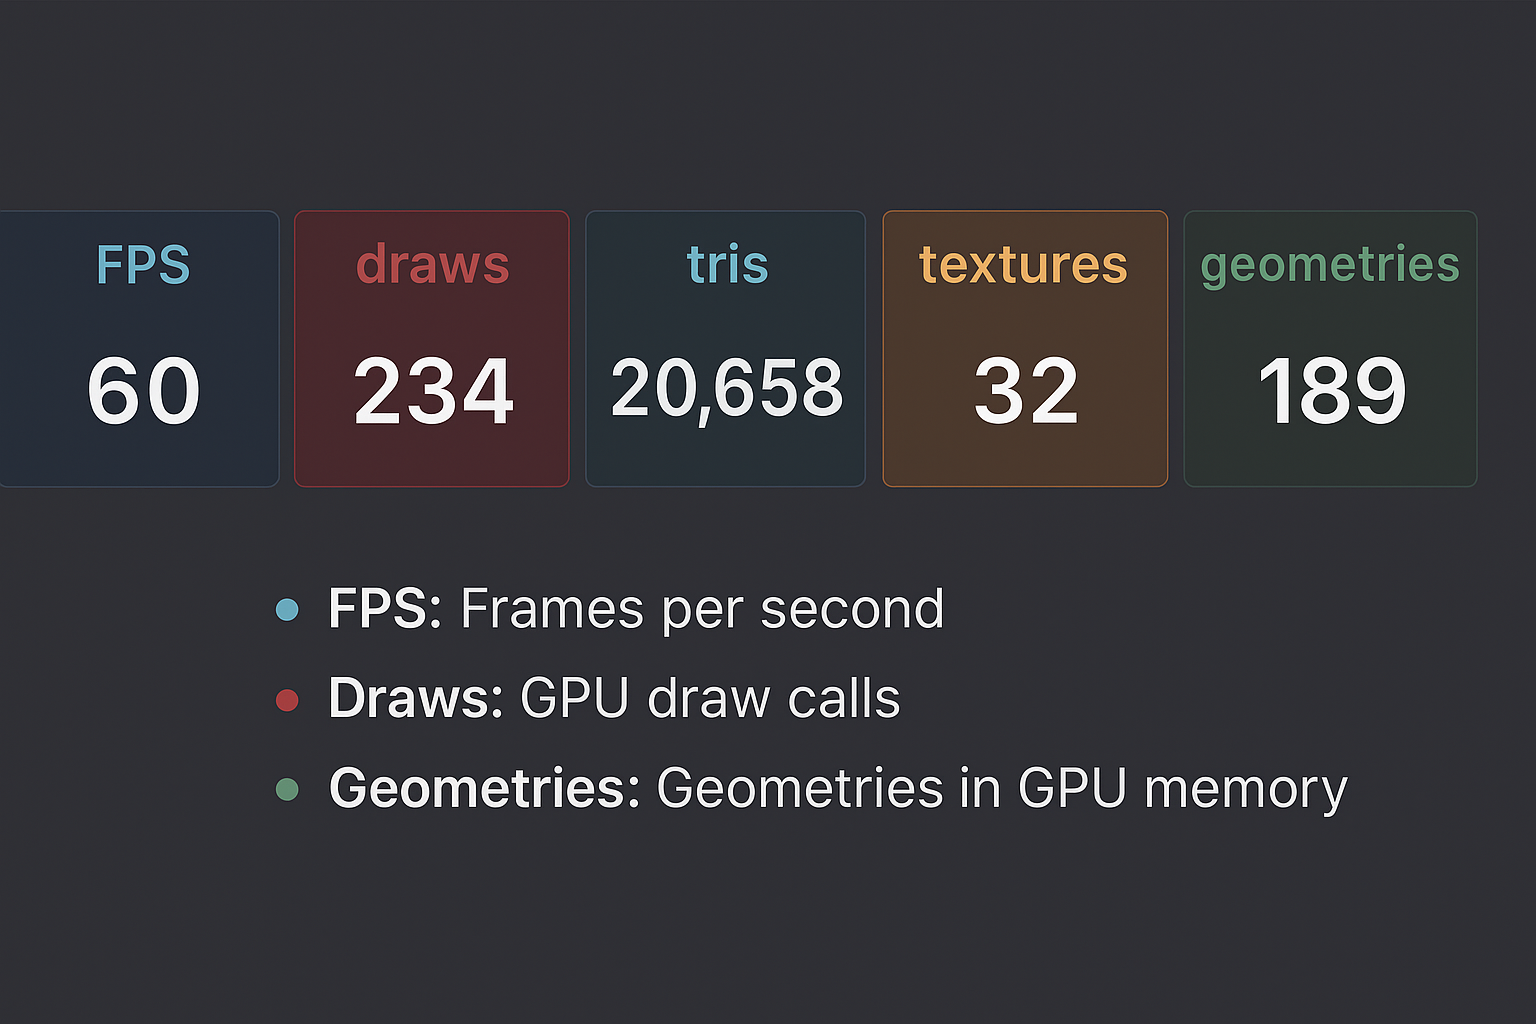 FPS draws tris textures geometries
60 234 20,658 32 189
FPS: Frames per second
Draws: GPU draw calls
Geometries: Geometries in GPU memory